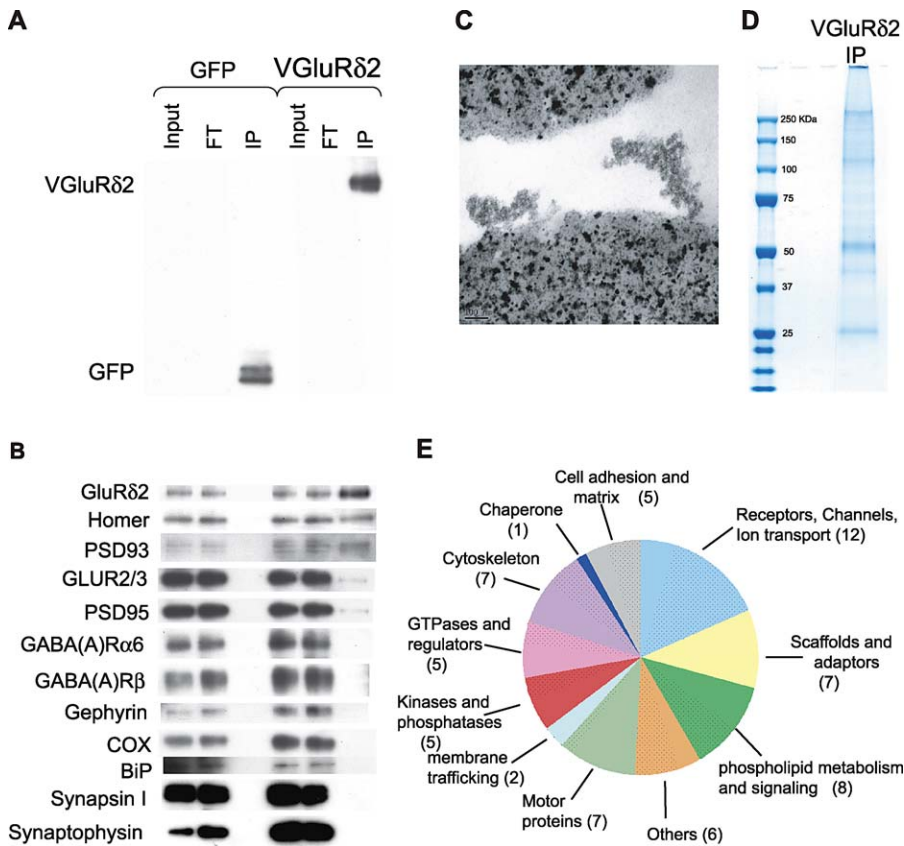 A
GFP
VGluRδ2
Input
FT
IP
Input
FT
IP
VGluRδ2
GFP
B
GluRδ2
Homer
PSD93
GLUR2/3
PSD95
GABA(A)Rα6
GABA(A)Rβ
Gephyrin
COX
BiP
Synapsin I
Synaptophysin
C
D
VGluRδ2
IP
250 KDa
150
100
75
50
37
25
E
Cell adhesion and
matrix (5)
Chaperone
(1)
Cytoskeleton
(7)
GTPases and
regulators
(5)
Kinases and
phosphatases
(5)
membrane
trafficking (2)
Motor
proteins (7)
Others (6)
phospholipid metabolism
and signaling (8)
Scaffolds and
adaptors
(7)
Receptors, Channels,
Ion transport (12)